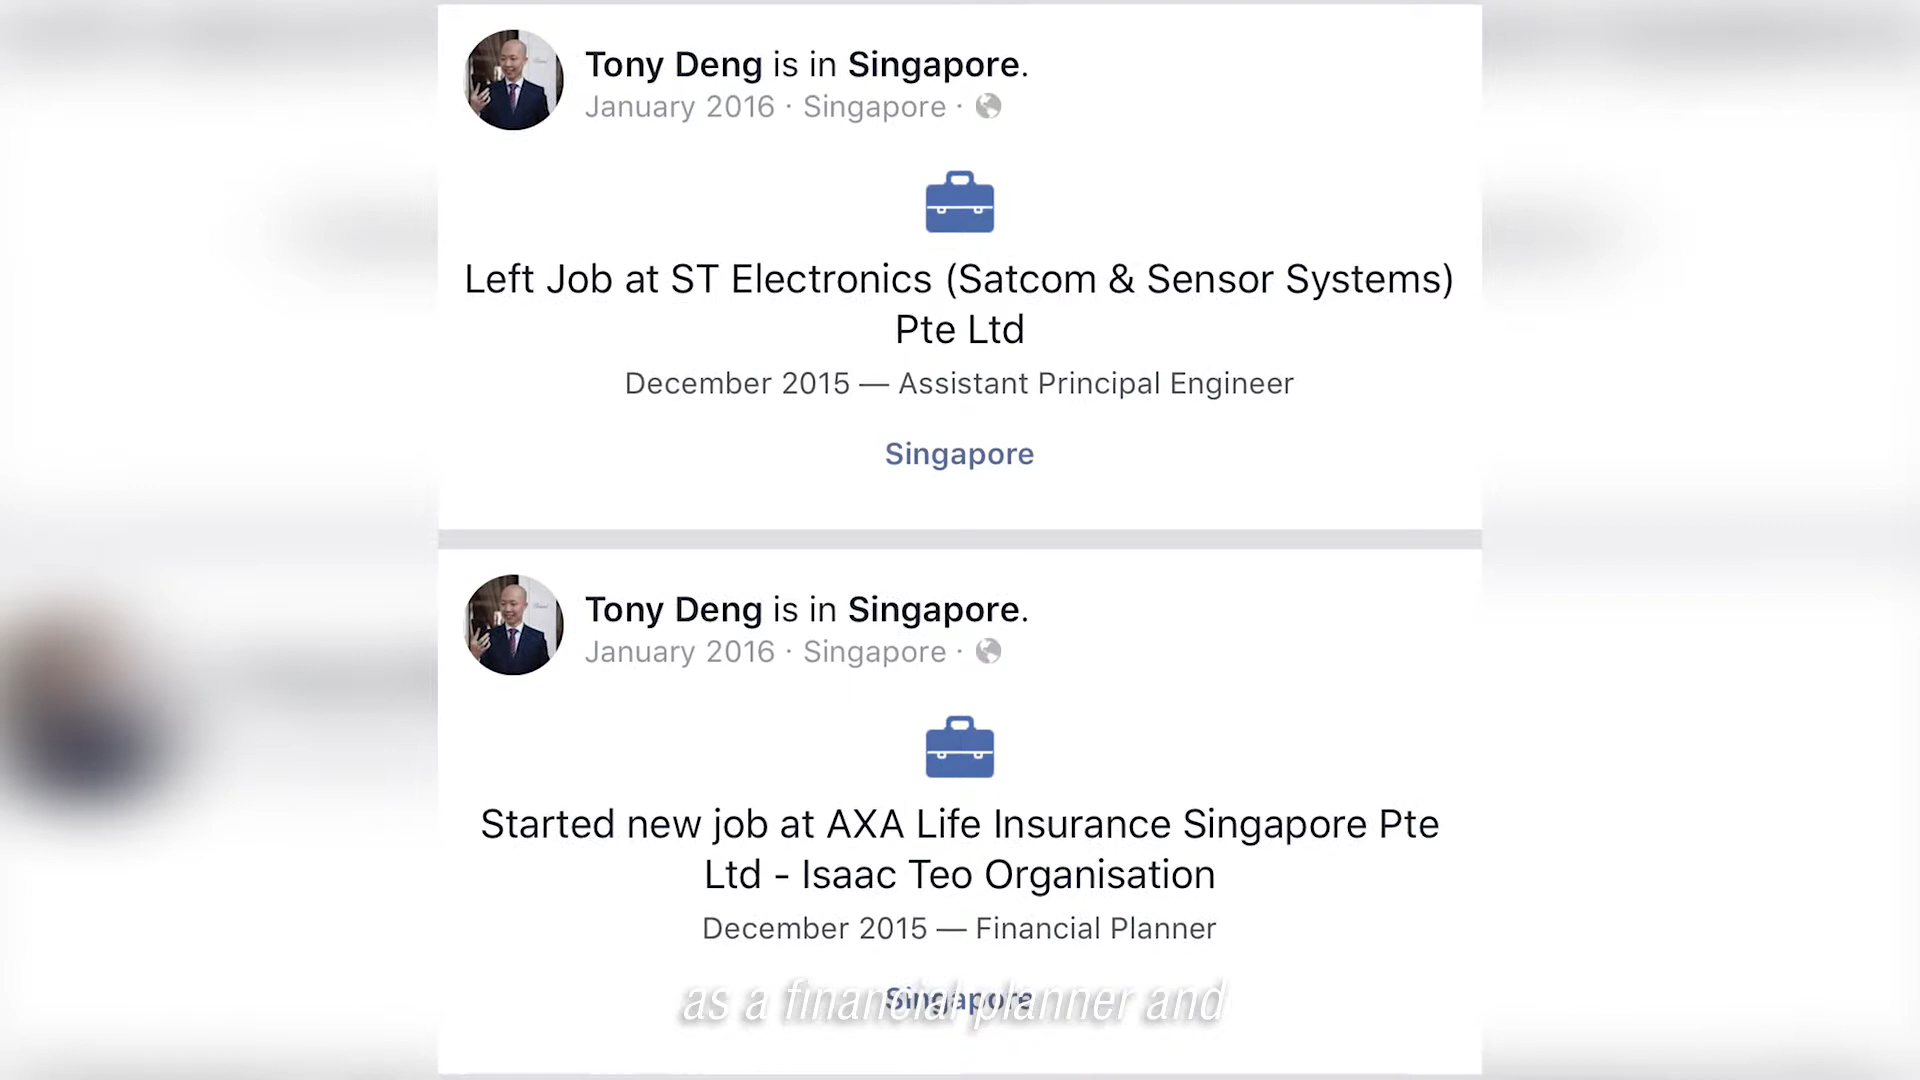 Tony Deng is in Singapore.
January 2016 · Singapore ·
Left Job at ST Electronics (Satcom & Sensor Systems)
Pte Ltd
December 2015 — Assistant Principal Engineer
Singapore
Tony Deng is in Singapore.
January 2016 · Singapore ·
Started new job at AXA Life Insurance Singapore Pte
Ltd - Isaac Teo Organisation
December 2015 — Financial Planner
Singapore
as a financial planner and